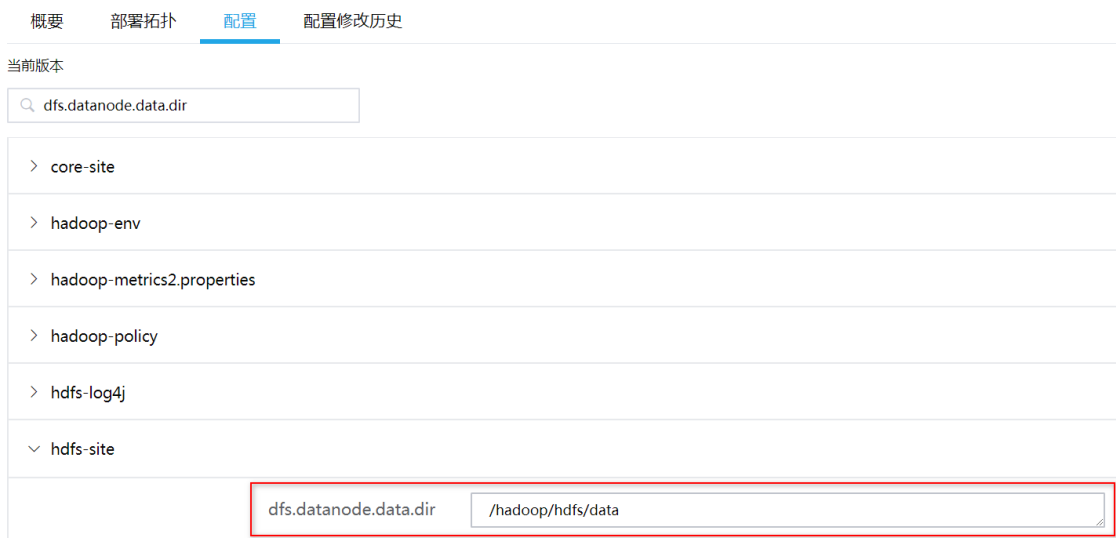 概要 部署拓扑 配置 配置修改历史
当前版本
dfs.datanode.data.dir
core-site
hadoop-env
hadoop-metrics2.properties
hadoop-policy
hdfs-log4j
hdfs-site
dfs.datanode.data.dir /hadoop/hdfs/data